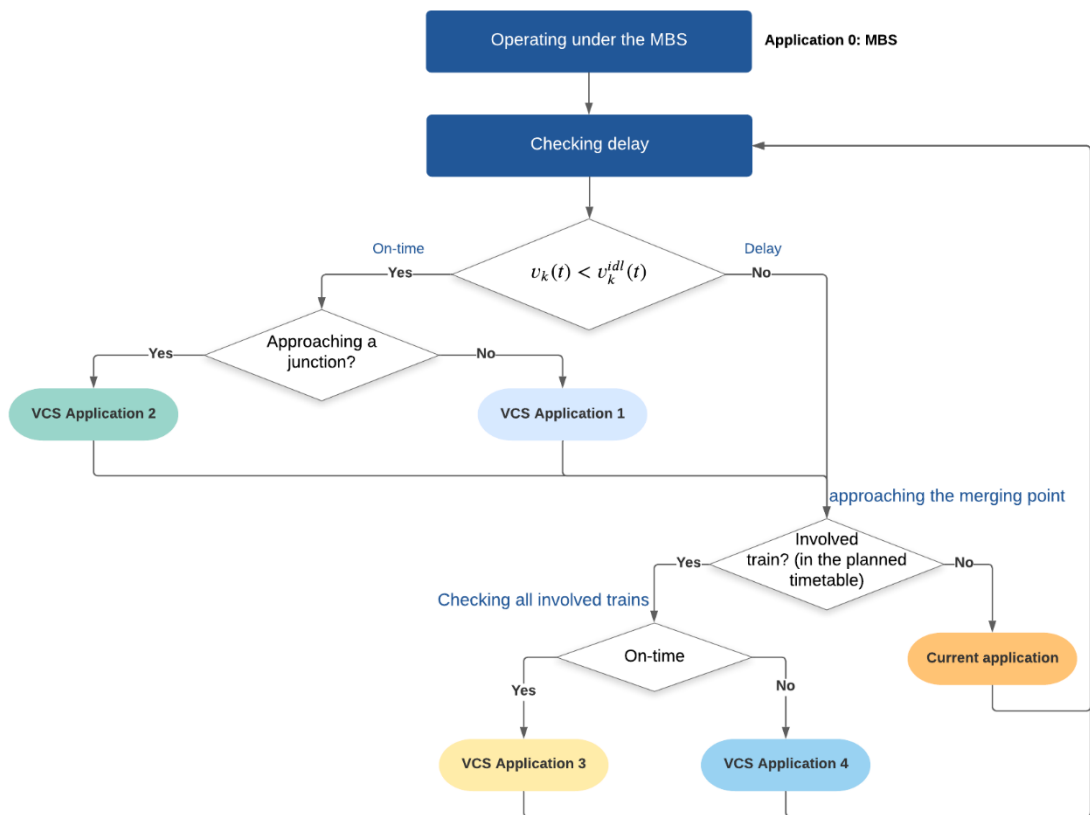 Operating under the MBS
Application 0: MBS
Checking delay
On-time
Delay
Yes
v_k(t) < v_k^{idl}(t)
No
Approaching a
junction?
Yes
No
VCS Application 2
VCS Application 1
approaching the merging point
Involved
train? (in the planned
timetable)
Yes
No
Checking all involved trains
On-time
Current application
Yes
No
VCS Application 3
VCS Application 4